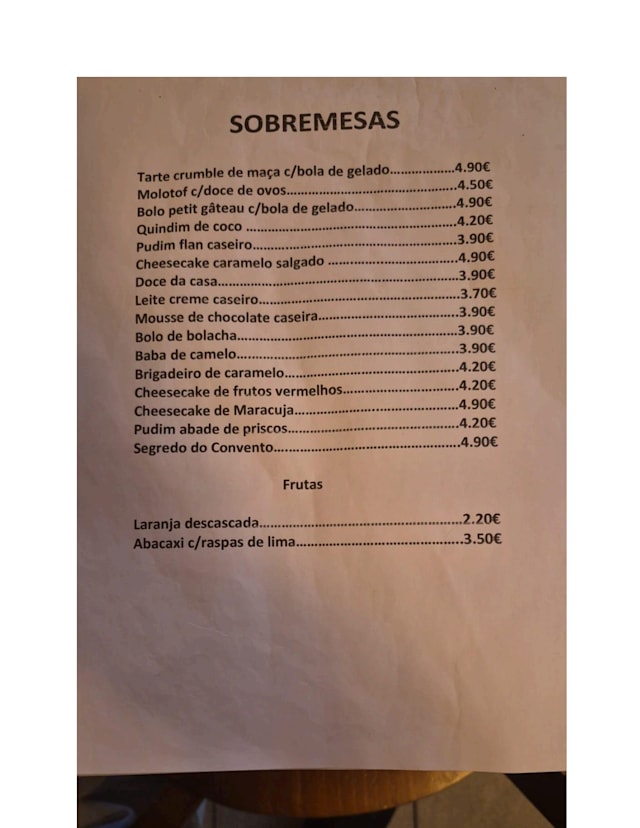 SOBREMESAS
Tarte crumble de maça c/bola de gelado..................4.90€
Molotof c/doce de ovos................................................4.50€
Bolo petit gâteau c/bola de gelado.............................4.90€
Quindim de coco ...........................................................4.20€
Pudim flan caseiro.........................................................3.90€
Cheesecake caramelo salgado .....................................4.90€
Doce da casa...................................................................3.90€
Leite creme caseiro........................................................3.70€
Mousse de chocolate caseira.......................................3.90€
Bolo de bolacha..............................................................3.90€
Baba de camelo..............................................................3.90€
Brigadeiro de caramelo................................................4.20€
Cheesecake de frutos vermelhos................................4.20€
Cheesecake de Maracuja..............................................4.90€
Pudim abade de priscos................................................4.20€
Segredo do Convento....................................................4.90€
Frutas
Laranja descascada.........................................................2.20€
Abacaxi c/raspas de lima...............................................3.50€